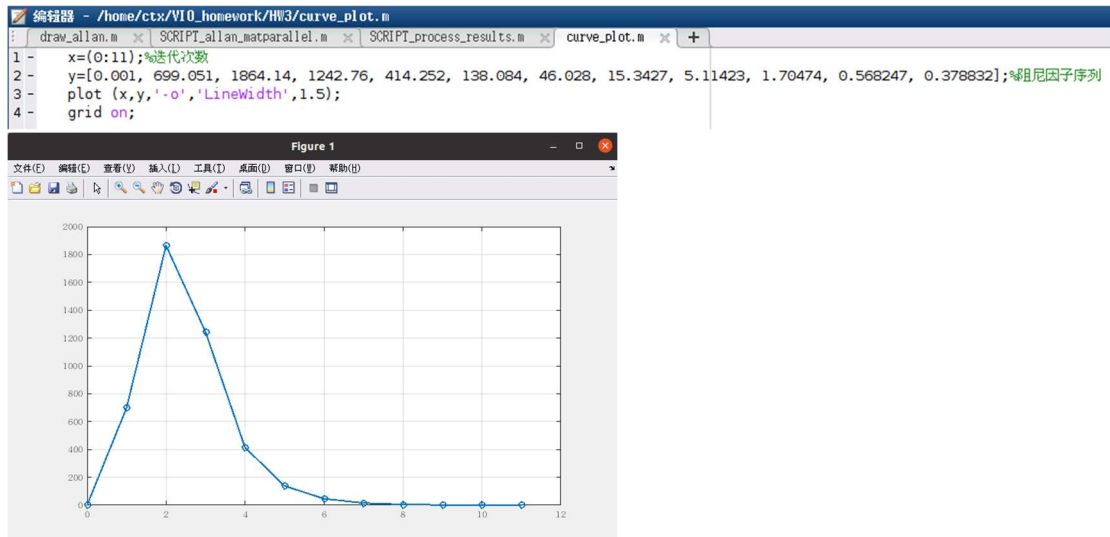 编辑器 - /home/ctx/VIO_homework/HW3/curve_plot.m
draw_allan.m × SCRIPT_allan_matparallel.m × SCRIPT_process_results.m × curve_plot.m × +
1 - x=(0:11);%迭代次数
2 - y=[0.001, 699.051, 1864.14, 1242.76, 414.252, 138.084, 46.028, 15.3427, 5.11423, 1.70474, 0.568247, 0.378832];%阻尼因子序列
3 - plot (x,y,'-o','LineWidth',1.5);
4 - grid on;
Figure 1
文件(F) 编辑(E) 查看(V) 插入(I) 工具(T) 桌面(D) 窗口(W) 帮助(H)
2000
1800
1600
1400
1200
1000
800
600
400
200
0
0 2 4 6 8 10 12